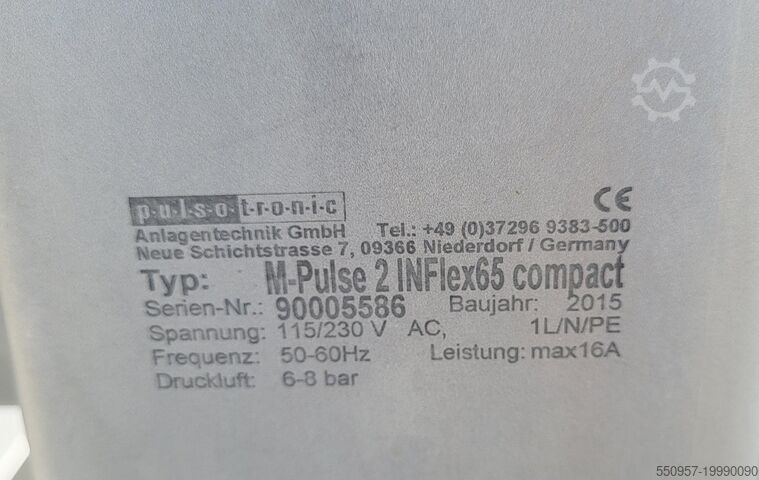 p·u·l·s·o·t·r·o·n·i·c CE
Anlagentechnik GmbH Tel.: +49 (0)37296 9383-500
Neue Schichtstrasse 7, 09366 Niederdorf / Germany
Typ: M-Pulse 2 INFlex65 compact
Serien-Nr.: 90005586 Baujahr: 2015
Spannung: 115/230 V AC, 1L/N/PE
Frequenz: 50-60Hz Leistung: max16A
Druckluft: 6-8 bar
550957-19990090